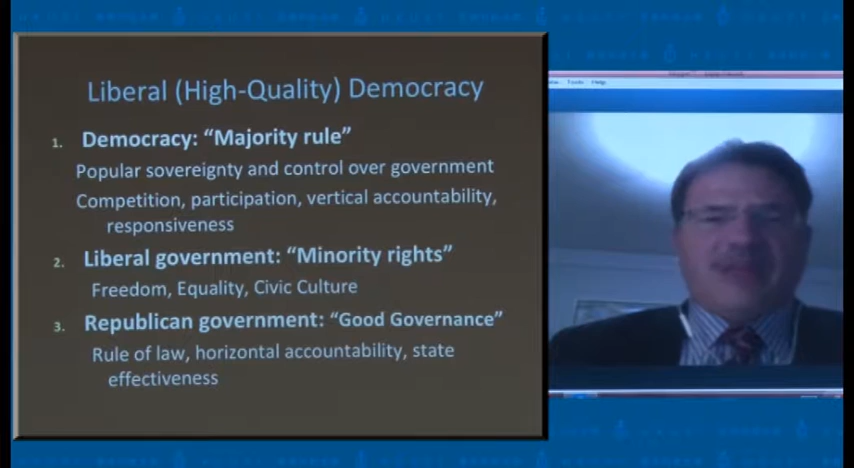 Liberal (High-Quality) Democracy
1. Democracy: “Majority rule”
Popular sovereignty and control over government
Competition, participation, vertical accountability,
responsiveness
2. Liberal government: “Minority rights”
Freedom, Equality, Civic Culture
3. Republican government: “Good Governance”
Rule of law, horizontal accountability, state
effectiveness
Tools Help